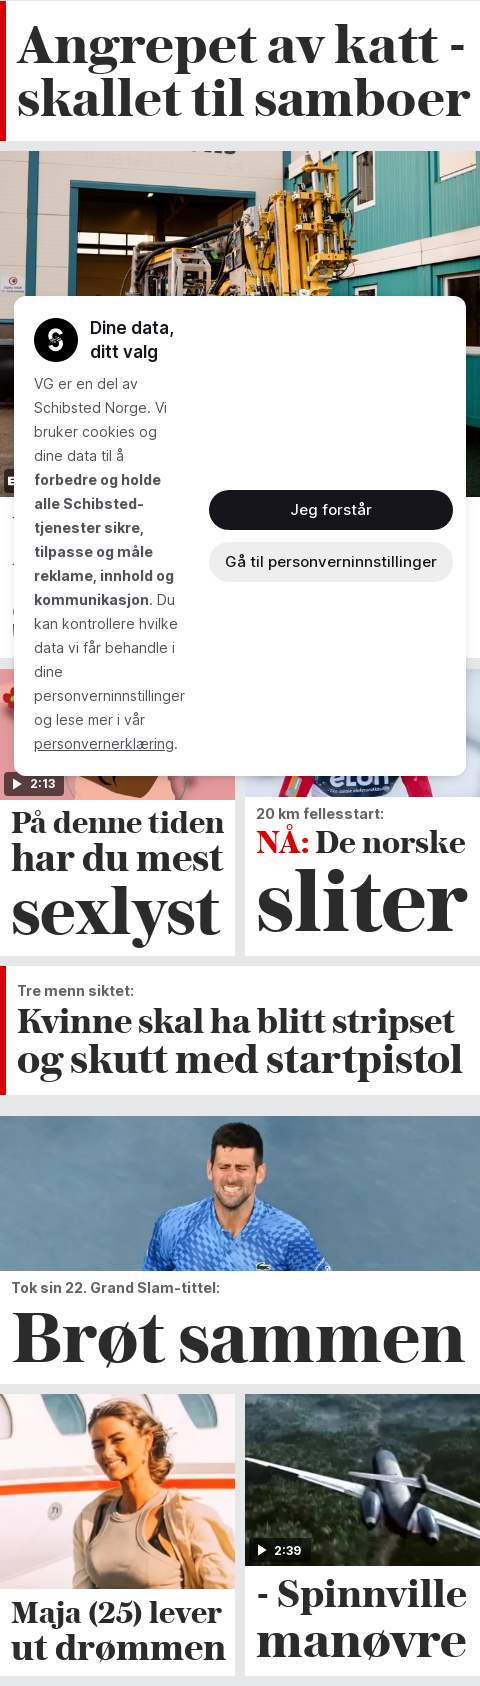 Angrepet av katt -
skallet til samboer
Dine data,
ditt valg
VG er en del av
Schibsted Norge. Vi
bruker cookies og
dine data til å
forbedre og holde
alle Schibsted-
tjenester sikre,
tilpasse og måle
reklame, innhold og
kommunikasjon. Du
kan kontrollere hvilke
data vi får behandle i
dine
personverninnstillinger
og lese mer i vår
personvernerklæring.
Jeg forstår
Gå til personverninnstillinger
2:13
På denne tiden
har du mest
sexlyst
elon
20 km fellesstart:
NÅ: De norske
sliter
Tre menn siktet:
Kvinne skal ha blitt stripset
og skutt med startpistol
Tok sin 22. Grand Slam-tittel:
Brøt sammen
Maja (25) lever
ut drømmen
2:39
- Spinnville
manøvre